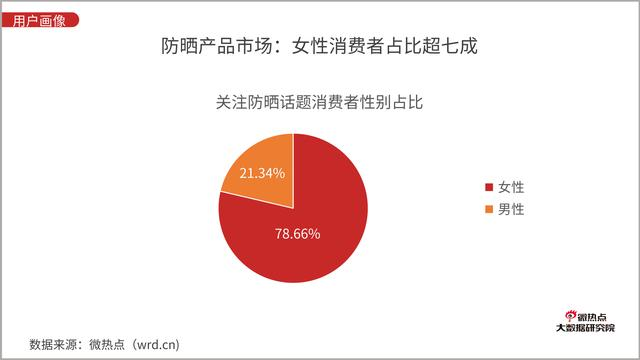 用户画像
防晒产品市场：女性消费者占比超七成
关注防晒话题消费者性别占比
21.34%
78.66%
女性
男性
微热点
大数据研究院
数据来源：微热点（wrd.cn)